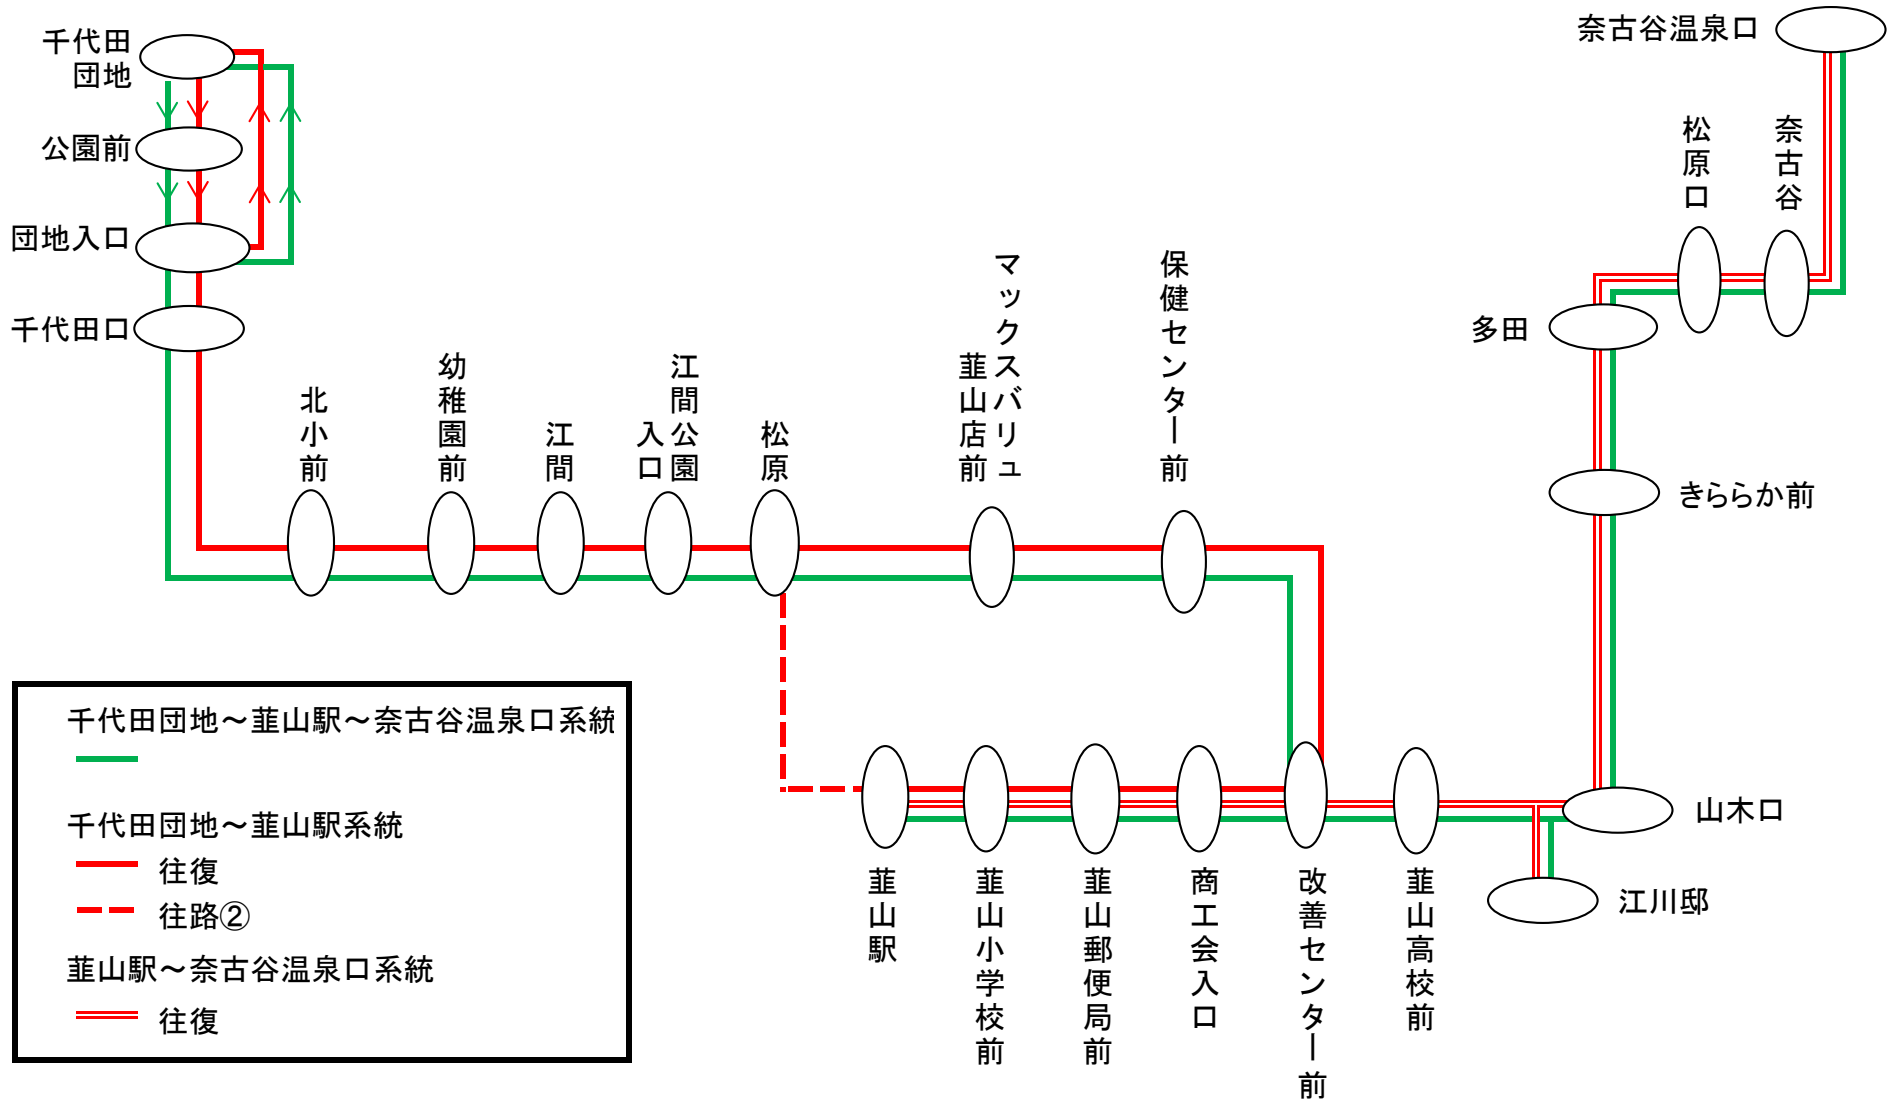 千代田
団地
公園前
団地入口
千代田口
北小前
幼稚園前
江間
江間公園
入口
松原
マックスバリュ
韮山店前
保健センター前
奈古谷温泉口
松原口
奈古谷
多田
きららか前
山木口
江川邸
韮山駅
韮山小学校前
韮山郵便局前
商工会入口
改善センター前
韮山高校前
千代田団地～韮山駅～奈古谷温泉口系統
千代田団地～韮山駅系統
往復
往路②
韮山駅～奈古谷温泉口系統
往復